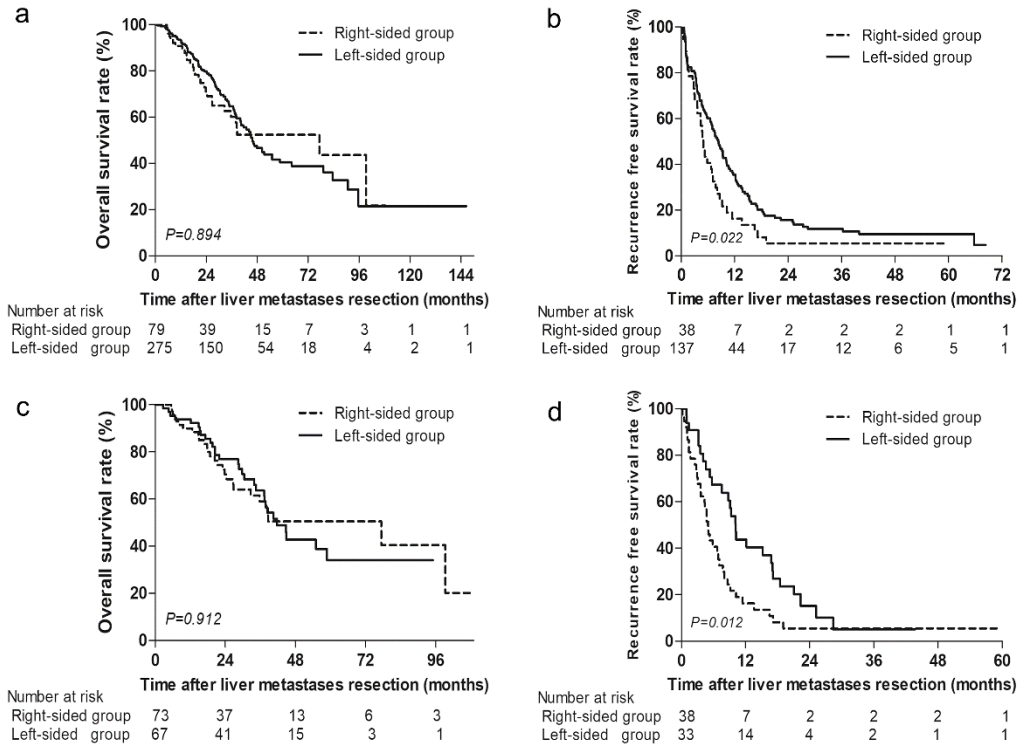 a
Overall survival rate (%)
100
80
60
40
20
0
Right-sided group
Left-sided group
P=0.894
0 24 48 72 96 120 144
Time after liver metastases resection (months)
Number at risk
Right-sided group 79 39 15 7 3 1 1
Left-sided group 275 150 54 18 4 2 1
b
Recurrence free survival rate (%)
100
80
60
40
20
0
Right-sided group
Left-sided group
P=0.022
0 12 24 36 48 60 72
Time after liver metastases resection (months)
Number at risk
Right-sided group 38 7 2 2 2 1 1
Left-sided group 137 44 17 12 6 5 1
c
Overall survival rate (%)
100
80
60
40
20
0
Right-sided group
Left-sided group
P=0.912
0 24 48 72 96
Time after liver metastases resection (months)
Number at risk
Right-sided group 73 37 13 6 3
Left-sided group 67 41 15 3 1
d
Recurrence free survival rate (%)
100
80
60
40
20
0
Right-sided group
Left-sided group
P=0.012
0 12 24 36 48 60
Time after liver metastases resection (months)
Number at risk
Right-sided group 38 7 2 2 2 1
Left-sided group 33 14 4 2 1 1